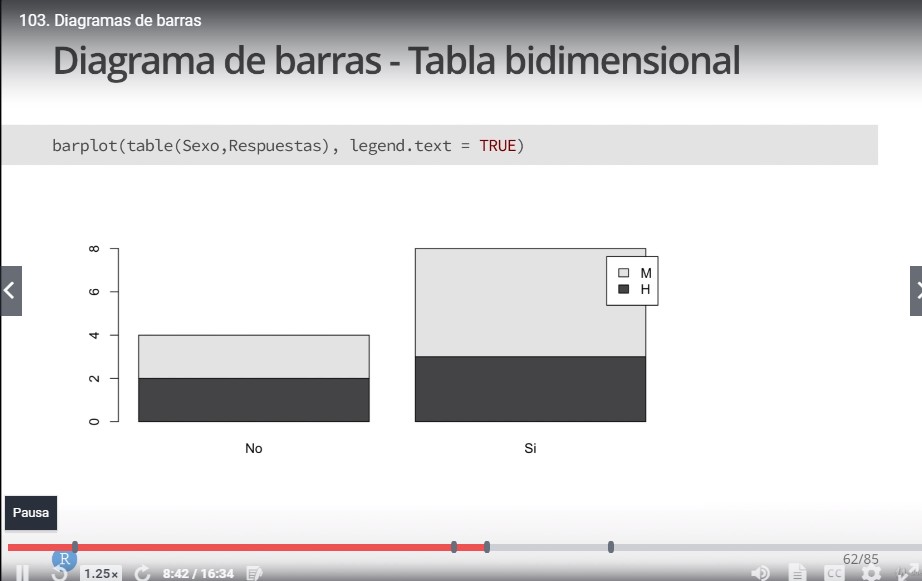 103. Diagramas de barras
Diagrama de barras - Tabla bidimensional
barplot(table(Sexo,Respuestas), legend.text = TRUE)
8
6
4
2
0
M
H
No
Si
Pausa
R
62/85
1.25x
8:42 / 16:34
CC